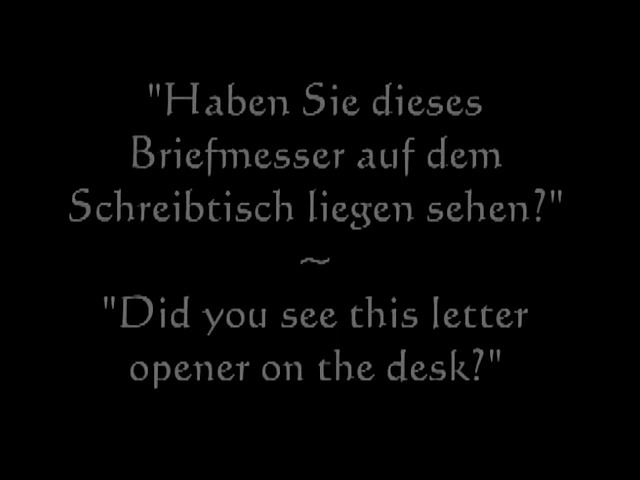 "Haben Sie dieses
Briefmesser auf dem
Schreibtisch liegen sehen?"
~
"Did you see this letter
opener on the desk?"